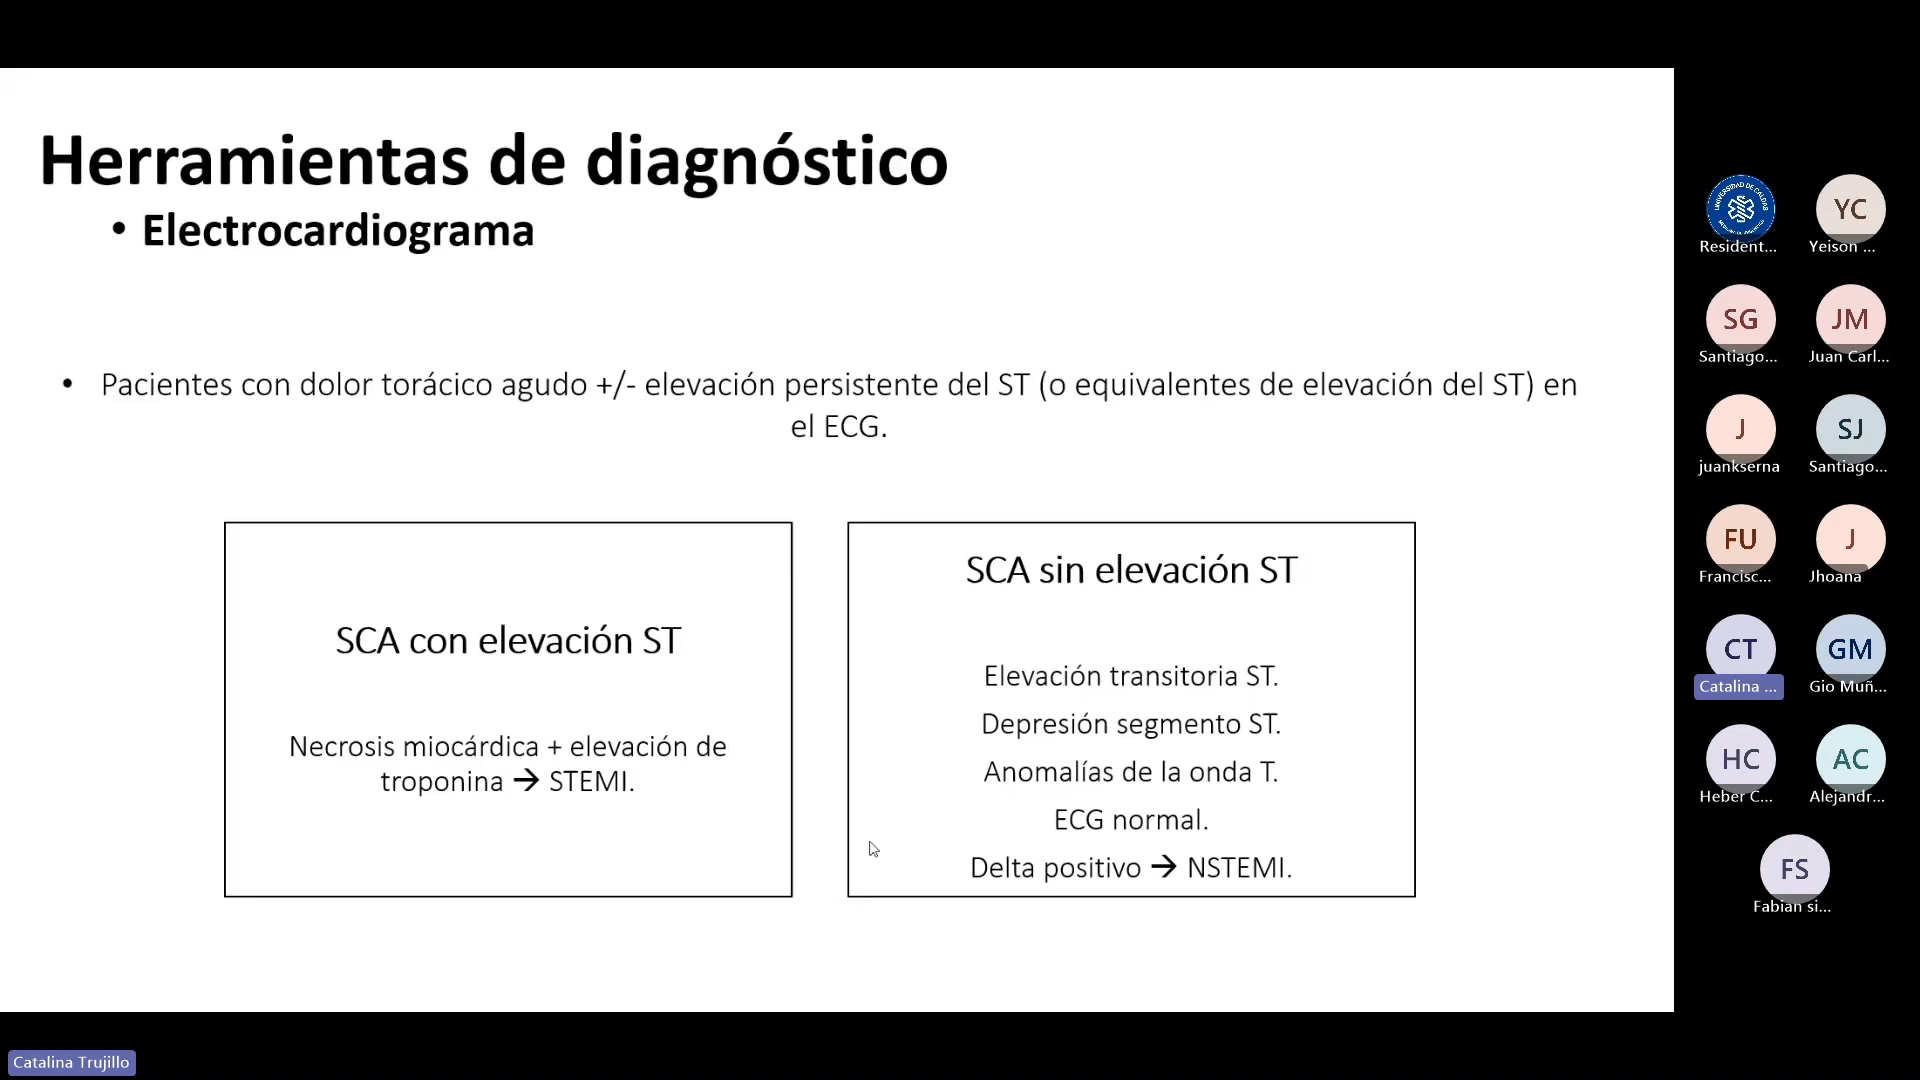 Herramientas de diagnóstico
• Electrocardiograma
• Pacientes con dolor torácico agudo +/- elevación persistente del ST (o equivalentes de elevación del ST) en
el ECG.
SCA con elevación ST
Necrosis miocárdica + elevación de
troponina → STEMI.
SCA sin elevación ST
Elevación transitoria ST.
Depresión segmento ST.
Anomalías de la onda T.
ECG normal.
Delta positivo → NSTEMI.
UNIVERSIDAD DE CALDAS
Resident...
YC
Yeison ...
SG
Santiago...
JM
Juan Carl...
J
juankserna
SJ
Santiago...
FU
Francisc...
J
Jhoana
CT
Catalina ...
GM
Gio Muñ...
HC
Heber C...
AC
Alejandr...
FS
Fabian si...
Catalina Trujillo